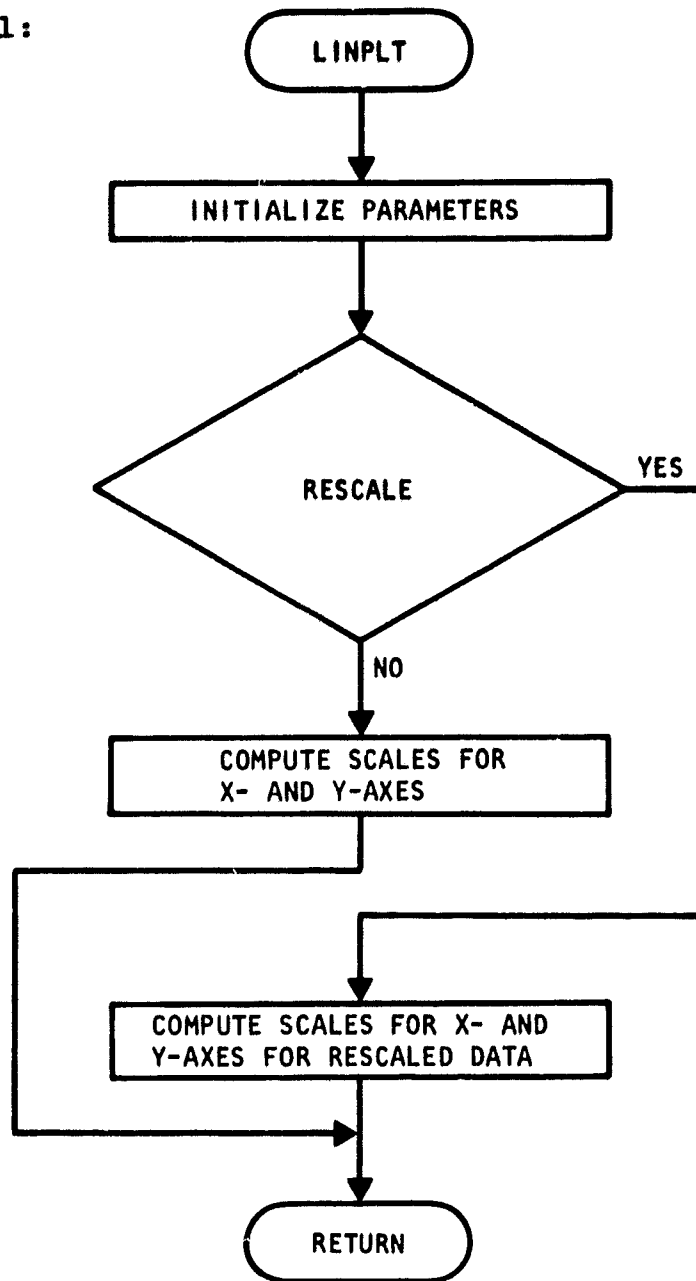 1:
LINPLT
INITIALIZE PARAMETERS
RESCALE
YES
NO
COMPUTE SCALES FOR
X- AND Y-AXES
COMPUTE SCALES FOR X- AND
Y-AXES FOR RESCALED DATA
RETURN